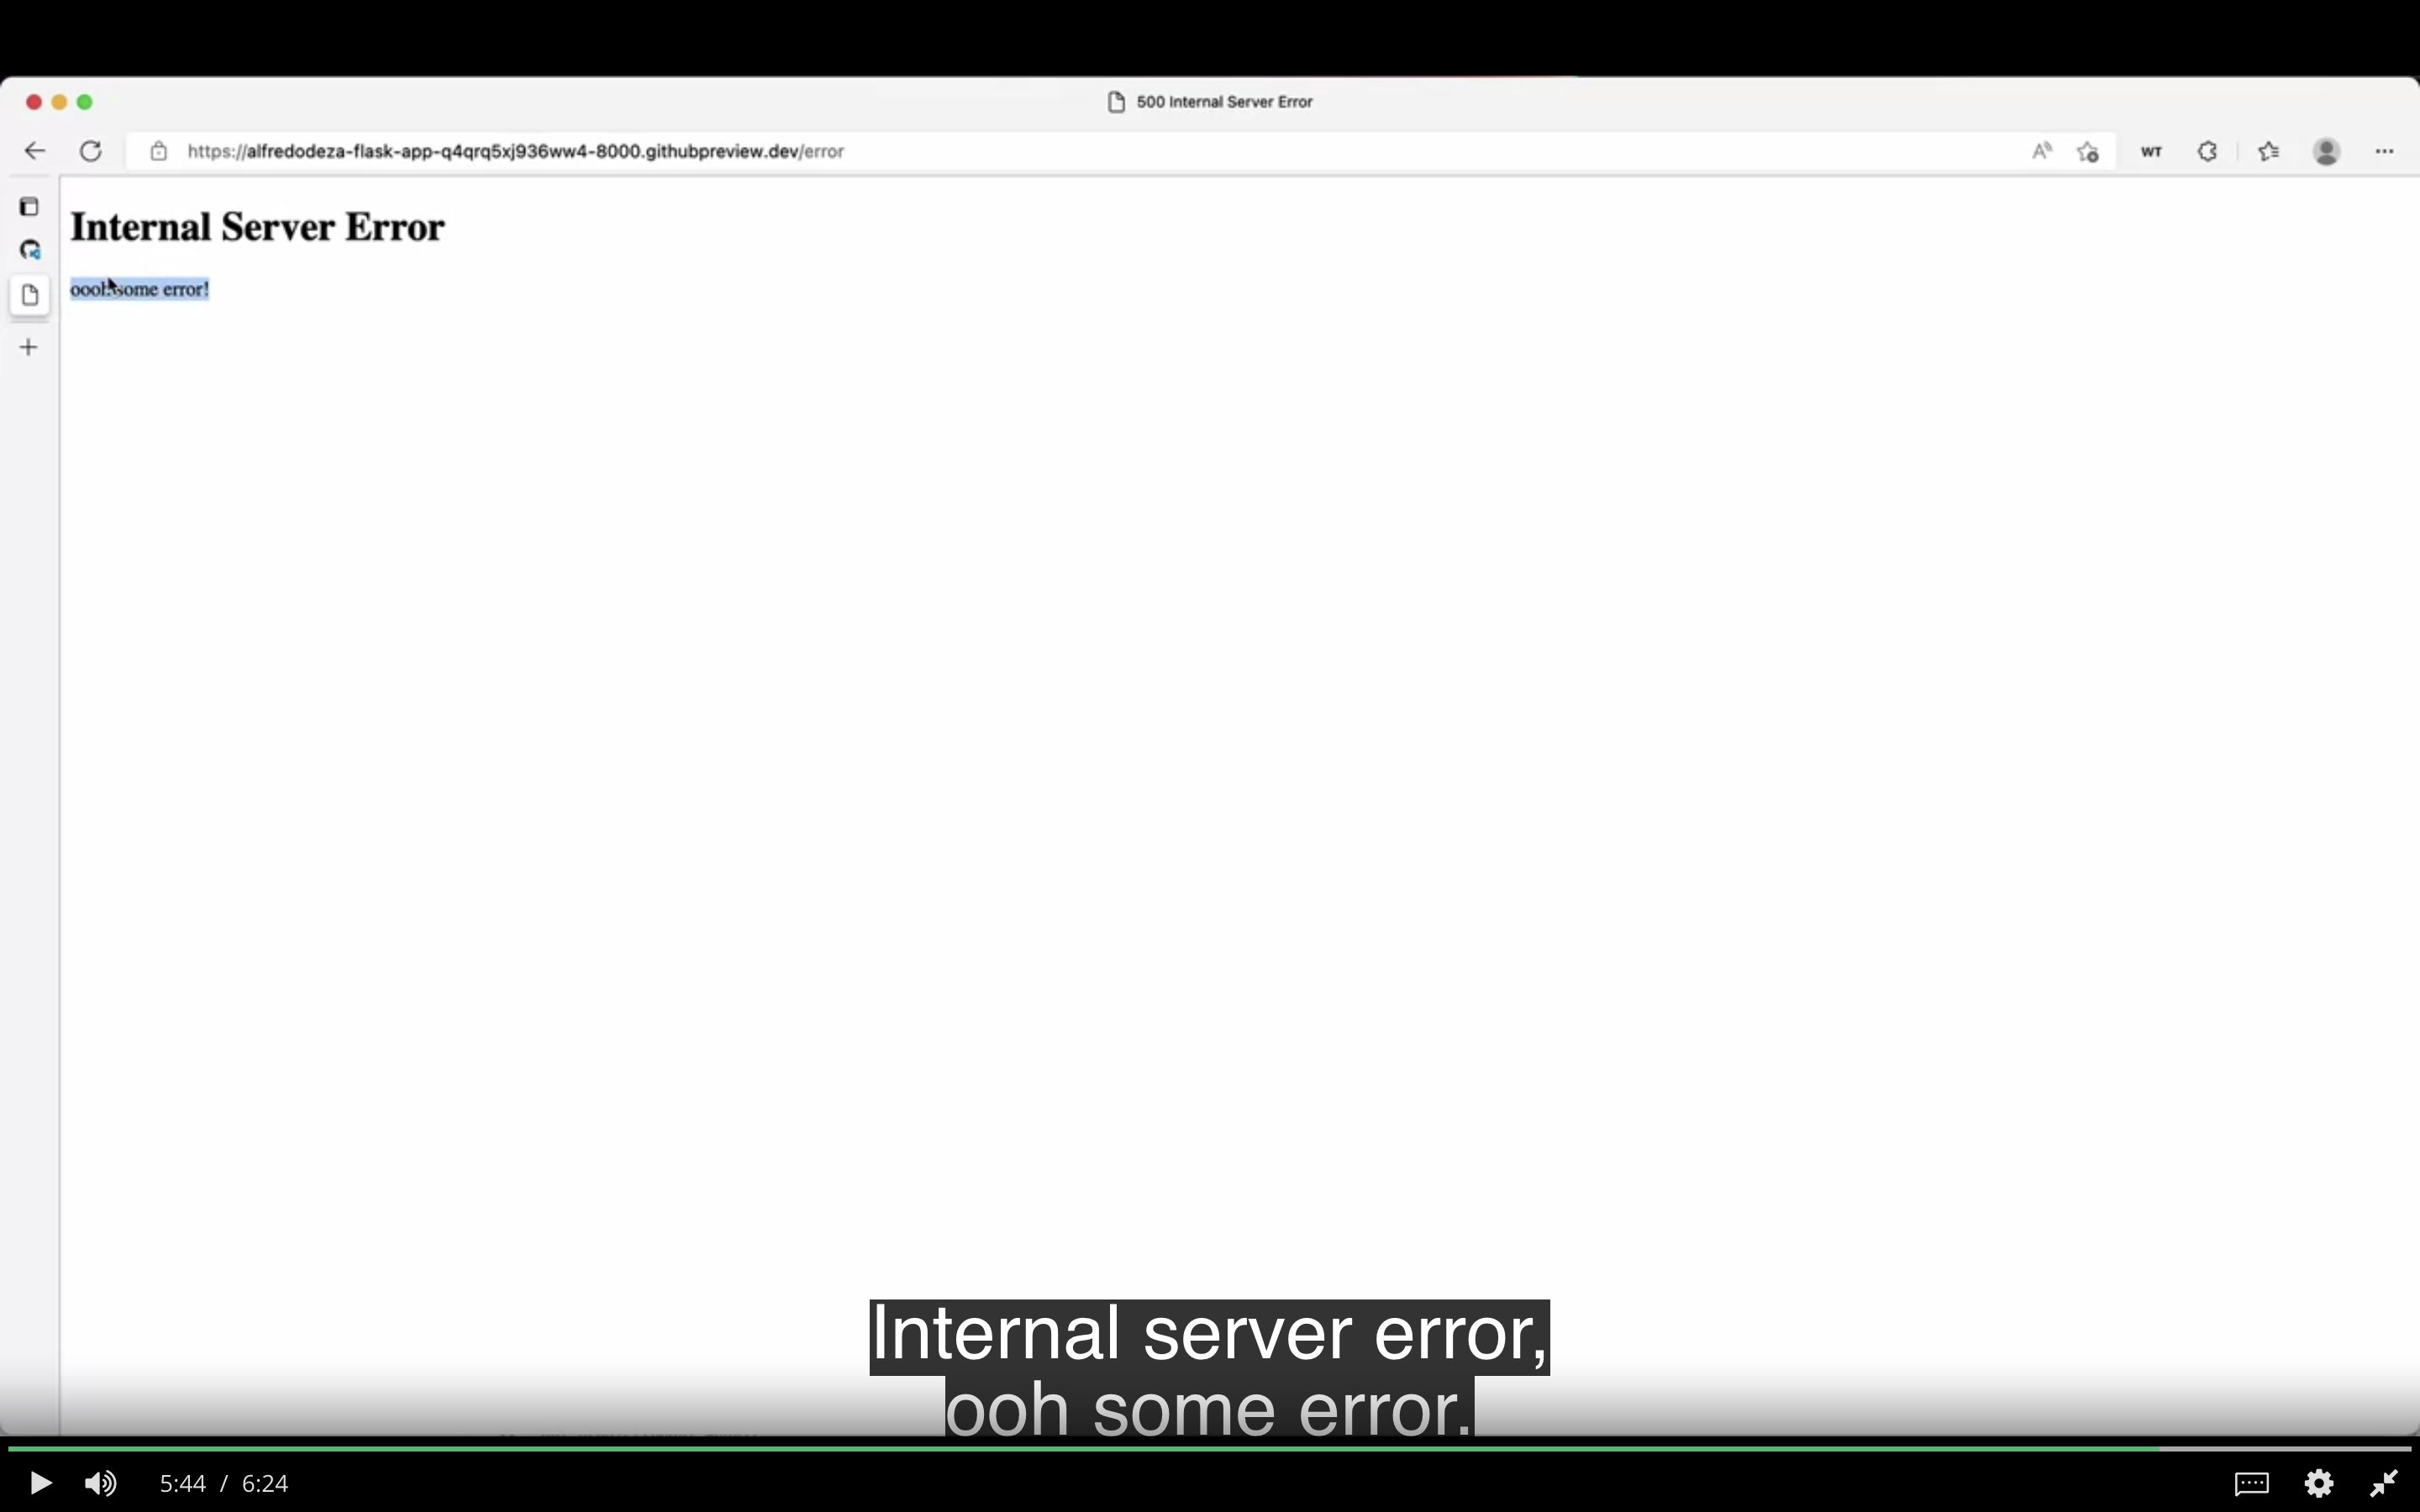 500 Internal Server Error
https://alfredodeza-flask-app-q4qrq5xj936ww4-8000.githubpreview.dev/error
WT
Internal Server Error
oooh some error!
Internal server error,
ooh some error.
5:44 / 6:24